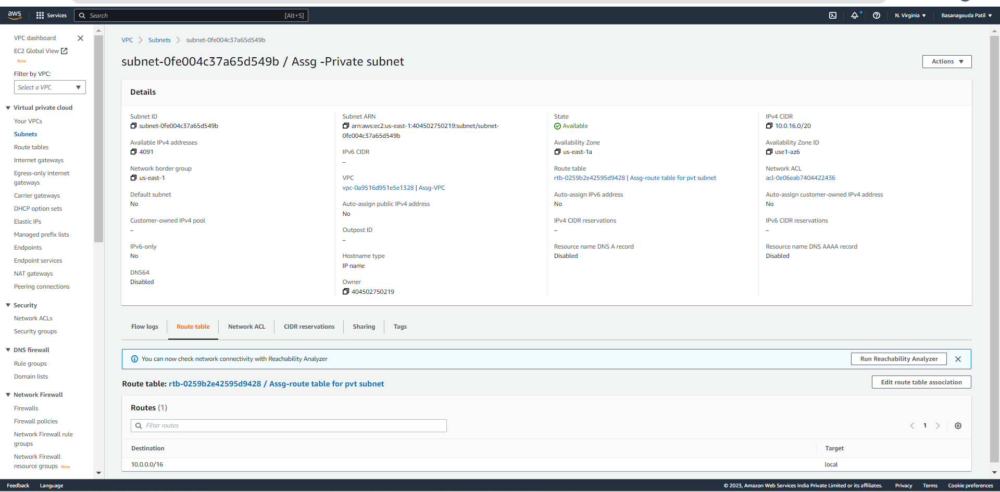 aws
Services
Search
[Alt+S]
N. Virginia
Basanagouda Patil
VPC dashboard
EC2 Global View
New
Filter by VPC:
Select a VPC
Virtual private cloud
Your VPCs
Subnets
Route tables
Internet gateways
Egress-only internet
gateways
Carrier gateways
DHCP option sets
Elastic IPs
Managed prefix lists
Endpoints
Endpoint services
NAT gateways
Peering connections
Security
Network ACLs
Security groups
DNS firewall
Rule groups
Domain lists
Network Firewall
Firewalls
Firewall policies
Network Firewall rule
groups
Network Firewall
resource groups New
VPC > Subnets > subnet-0fe004c37a65d549b
subnet-0fe004c37a65d549b / Assg -Private subnet
Actions
Details
Subnet ID
subnet-0fe004c37a65d549b
Available IPv4 addresses
4091
Network border group
us-east-1
Default subnet
No
Customer-owned IPv4 pool
–
IPv6-only
No
DNS64
Disabled
Subnet ARN
arn:aws:ec2:us-east-1:404502750219:subnet/subnet-
0fe004c37a65d549b
IPv6 CIDR
–
VPC
vpc-0a9516d951e5e1328 | Assg-VPC
Auto-assign public IPv4 address
No
Outpost ID
–
Hostname type
IP name
Owner
404502750219
State
Available
Availability Zone
us-east-1a
Route table
rtb-0259b2e42595d9428 | Assg-route table for pvt subnet
Auto-assign IPv6 address
No
IPv4 CIDR reservations
–
Resource name DNS A record
Disabled
IPv4 CIDR
10.0.16.0/20
Availability Zone ID
use1-az6
Network ACL
acl-0e06eab7404422436
Auto-assign customer-owned IPv4 address
No
IPv6 CIDR reservations
–
Resource name DNS AAAA record
Disabled
Flow logs
Route table
Network ACL
CIDR reservations
Sharing
Tags
You can now check network connectivity with Reachability Analyzer
Run Reachability Analyzer
Route table: rtb-0259b2e42595d9428 / Assg-route table for pvt subnet
Edit route table association
Routes (1)
Filter routes
1
Destination
Target
10.0.0.0/16
local
Feedback
Language
© 2023, Amazon Web Services India Private Limited or its affiliates.
Privacy
Terms
Cookie preferences